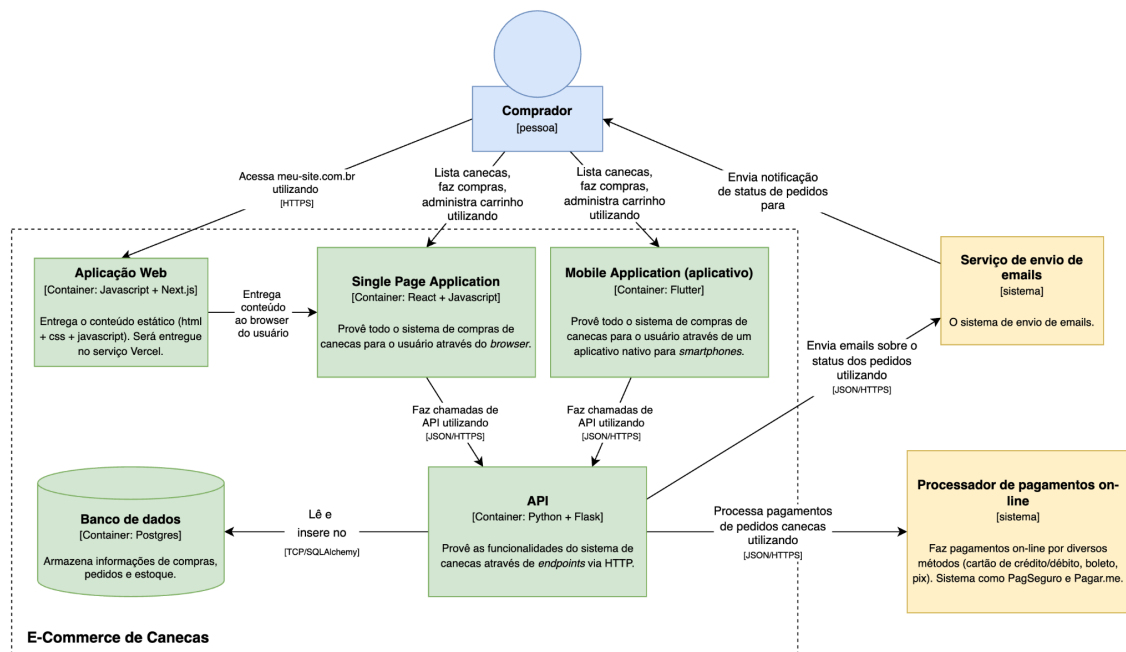 Comprador
[pessoa]
Acessa meu-site.com.br
utilizando
[HTTPS]
Lista canecas,
faz compras,
administra carrinho
utilizando
Lista canecas,
faz compras,
administra carrinho
utilizando
Envia notificação
de status de pedidos
para
Aplicação Web
[Container: Javascript + Next.js]
Entrega o conteúdo estático (html
+ css + javascript). Será entregue
no serviço Vercel.
Entrega
conteúdo
ao browser
do usuário
Single Page Application
[Container: React + Javascript]
Provê todo o sistema de compras de
canecas para o usuário através do browser.
Mobile Application (aplicativo)
[Container: Flutter]
Provê todo o sistema de compras de
canecas para o usuário através de um
aplicativo nativo para smartphones.
Serviço de envio de
emails
[sistema]
O sistema de envio de emails.
Envia emails sobre o
status dos pedidos
utilizando
[JSON/HTTPS]
Faz chamadas de
API utilizando
[JSON/HTTPS]
Faz chamadas de
API utilizando
[JSON/HTTPS]
Banco de dados
[Container: Postgres]
Armazena informações de compras,
pedidos e estoque.
Lê e
insere no
[TCP/SQLAlchemy]
API
[Container: Python + Flask]
Provê as funcionalidades do sistema de
canecas através de endpoints via HTTP.
Processa pagamentos
de pedidos canecas
utilizando
[JSON/HTTPS]
Processador de pagamentos on-
line
[sistema]
Faz pagamentos on-line por diversos
métodos (cartão de crédito/débito, boleto,
pix). Sistema como PagSeguro e Pagar.me.
E-Commerce de Canecas